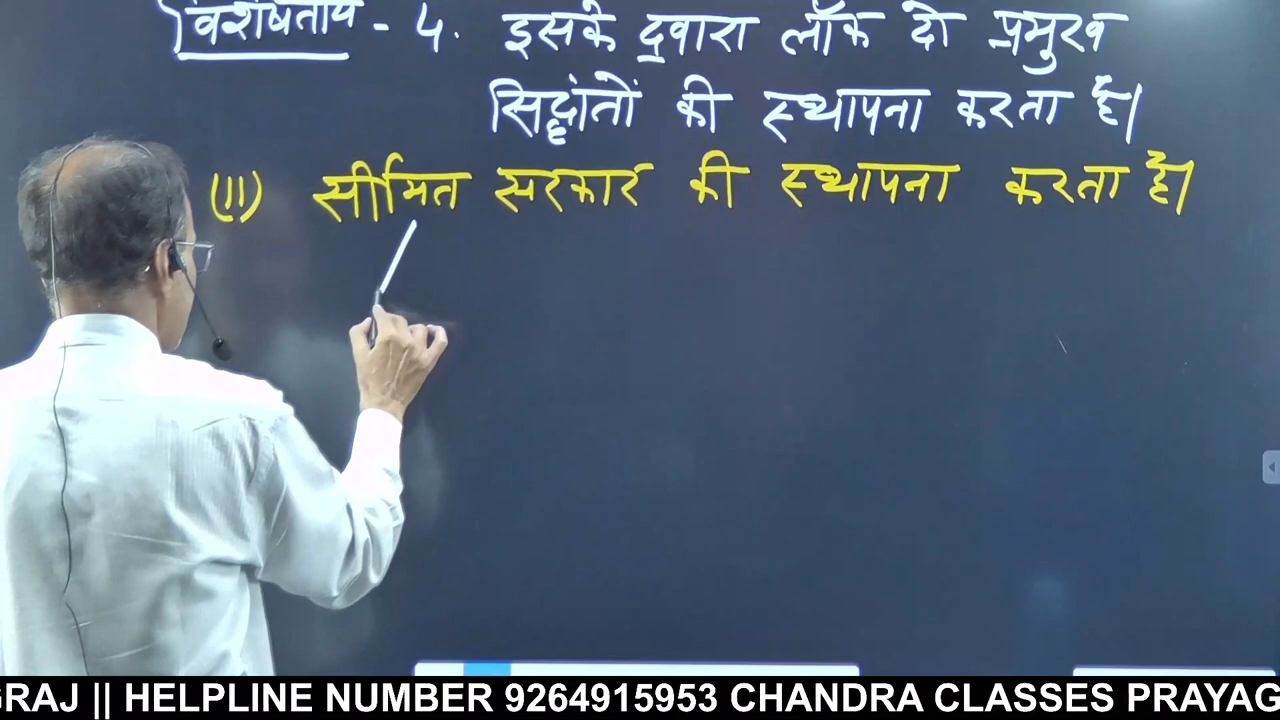 विशेषतायें - 4. इसके द्वारा लॉक दो प्रमुख
सिद्धांतों की स्थापना करता है।
(II) सीमित सरकार की स्थापना करता है।
GRAJ || HELPLINE NUMBER 9264915953 CHANDRA CLASSES PRAYAG